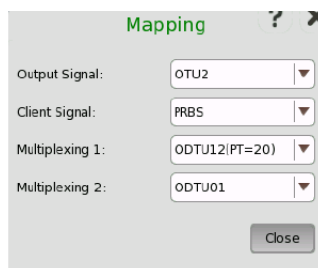 Mapping ? X
Output Signal: OTU2
Client Signal: PRBS
Multiplexing 1: ODTU12(PT=20)
Multiplexing 2: ODTU01
Close